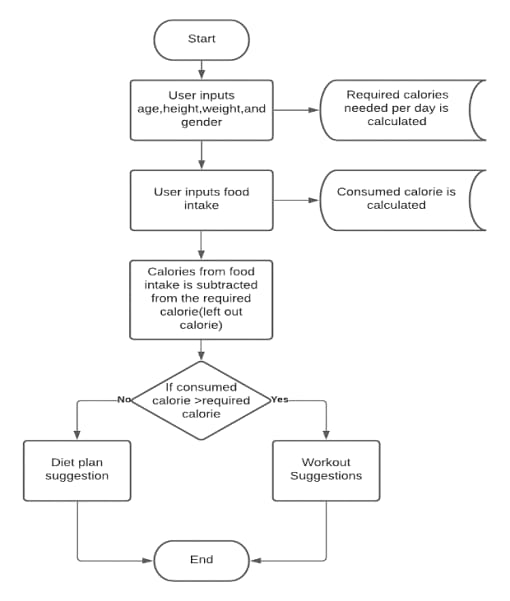 Start
User inputs
age,height,weight,and
gender
Required calories
needed per day is
calculated
User inputs food
intake
Consumed calorie is
calculated
Calories from food
intake is subtracted
from the required
calorie(left out
calorie)
If consumed
calorie >required
calorie
No
Yes
Diet plan
suggestion
Workout
Suggestions
End